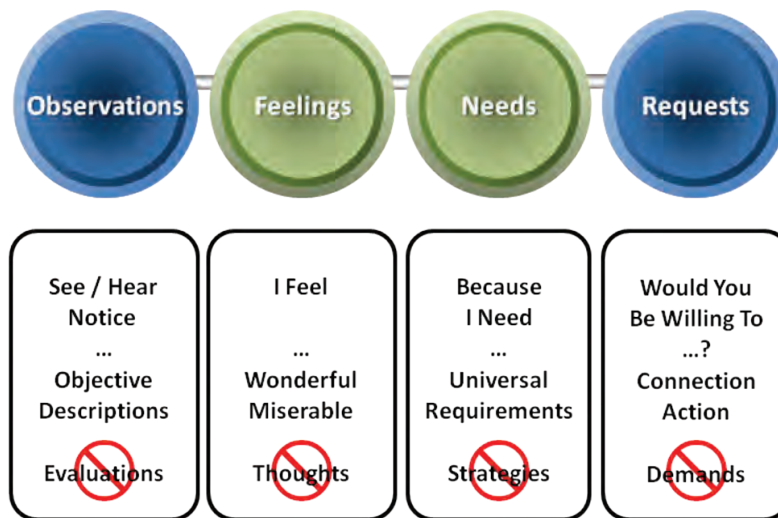 Observations
Feelings
Needs
Requests
See / Hear
Notice
...
Objective
Descriptions
Evaluations
I Feel
...
Wonderful
Miserable
Thoughts
Because
I Need
...
Universal
Requirements
Strategies
Would You
Be Willing To
...?
Connection
Action
Demands